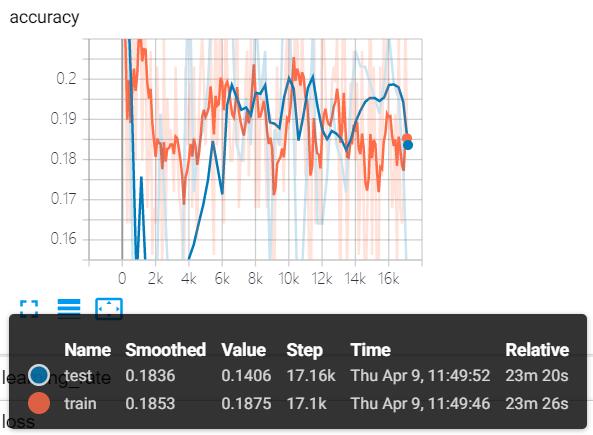 accuracy
0.2
0.19
0.18
0.17
0.16
0 2k 4k 6k 8k 10k 12k 14k 16k
Name Smoothed Value Step Time Relative
learning_rate
test 0.1836 0.1406 17.16k Thu Apr 9, 11:49:52 23m 20s
train 0.1853 0.1875 17.1k Thu Apr 9, 11:49:46 23m 26s
loss